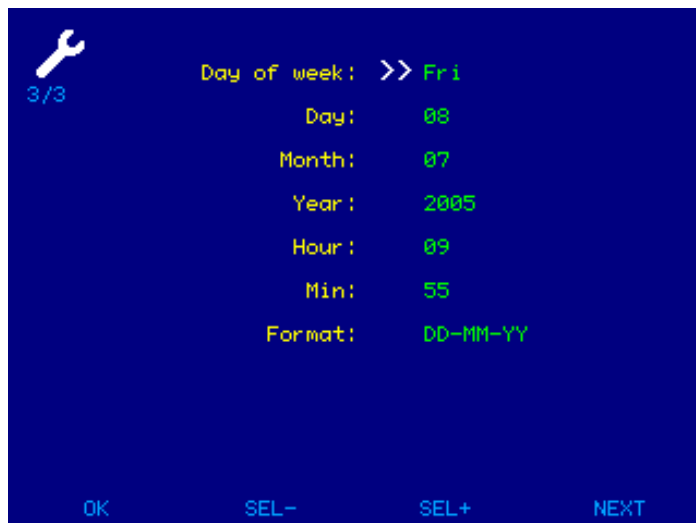 Day of week: >> Fri
3/3
Day: 08
Month: 07
Year: 2005
Hour: 09
Min: 55
Format: DD-MM-YY
OK SEL- SEL+ NEXT